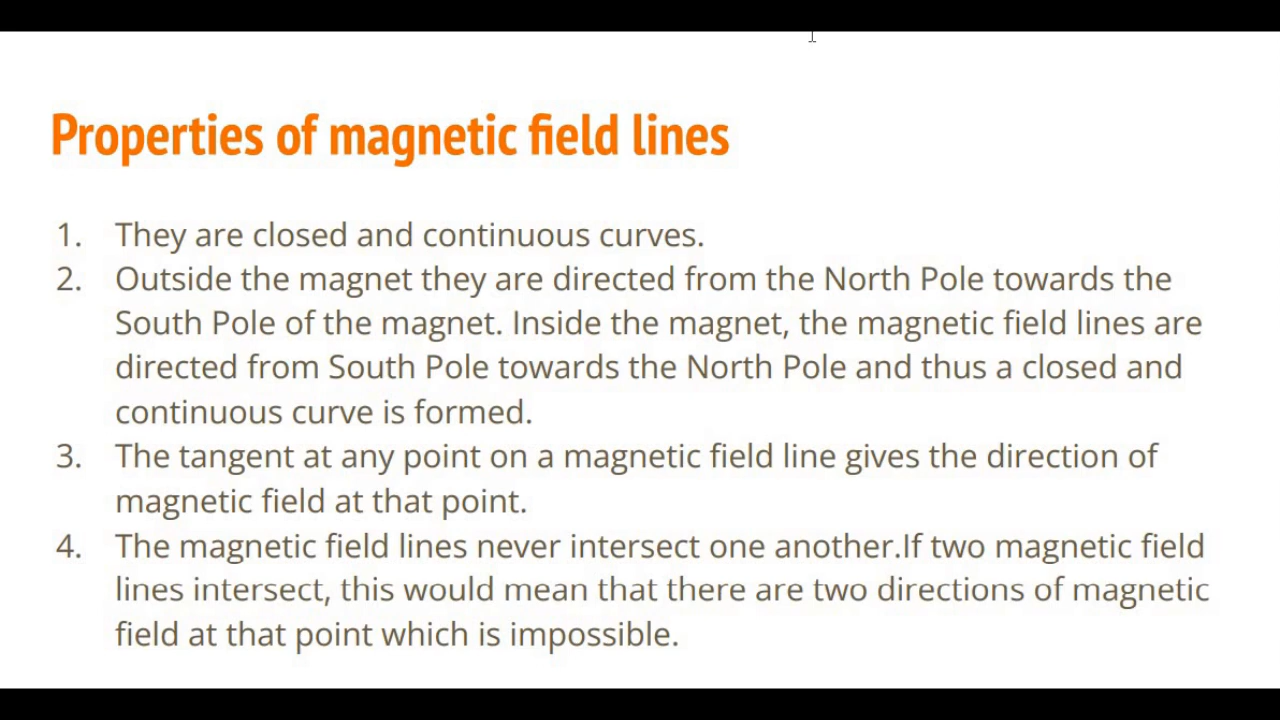 Properties of magnetic field lines
1. They are closed and continuous curves.
2. Outside the magnet they are directed from the North Pole towards the
South Pole of the magnet. Inside the magnet, the magnetic field lines are
directed from South Pole towards the North Pole and thus a closed and
continuous curve is formed.
3. The tangent at any point on a magnetic field line gives the direction of
magnetic field at that point.
4. The magnetic field lines never intersect one another.If two magnetic field
lines intersect, this would mean that there are two directions of magnetic
field at that point which is impossible.